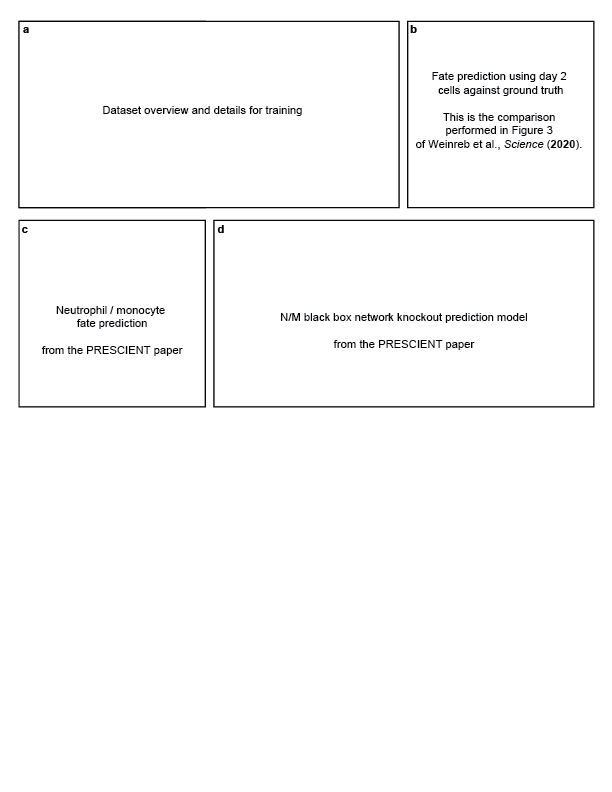 a
Dataset overview and details for training
b
Fate prediction using day 2
cells against ground truth
This is the comparison
performed in Figure 3
of Weinreb et al., Science (2020).
c
Neutrophil / monocyte
fate prediction
from the PRESCIENT paper
d
N/M black box network knockout prediction model
from the PRESCIENT paper